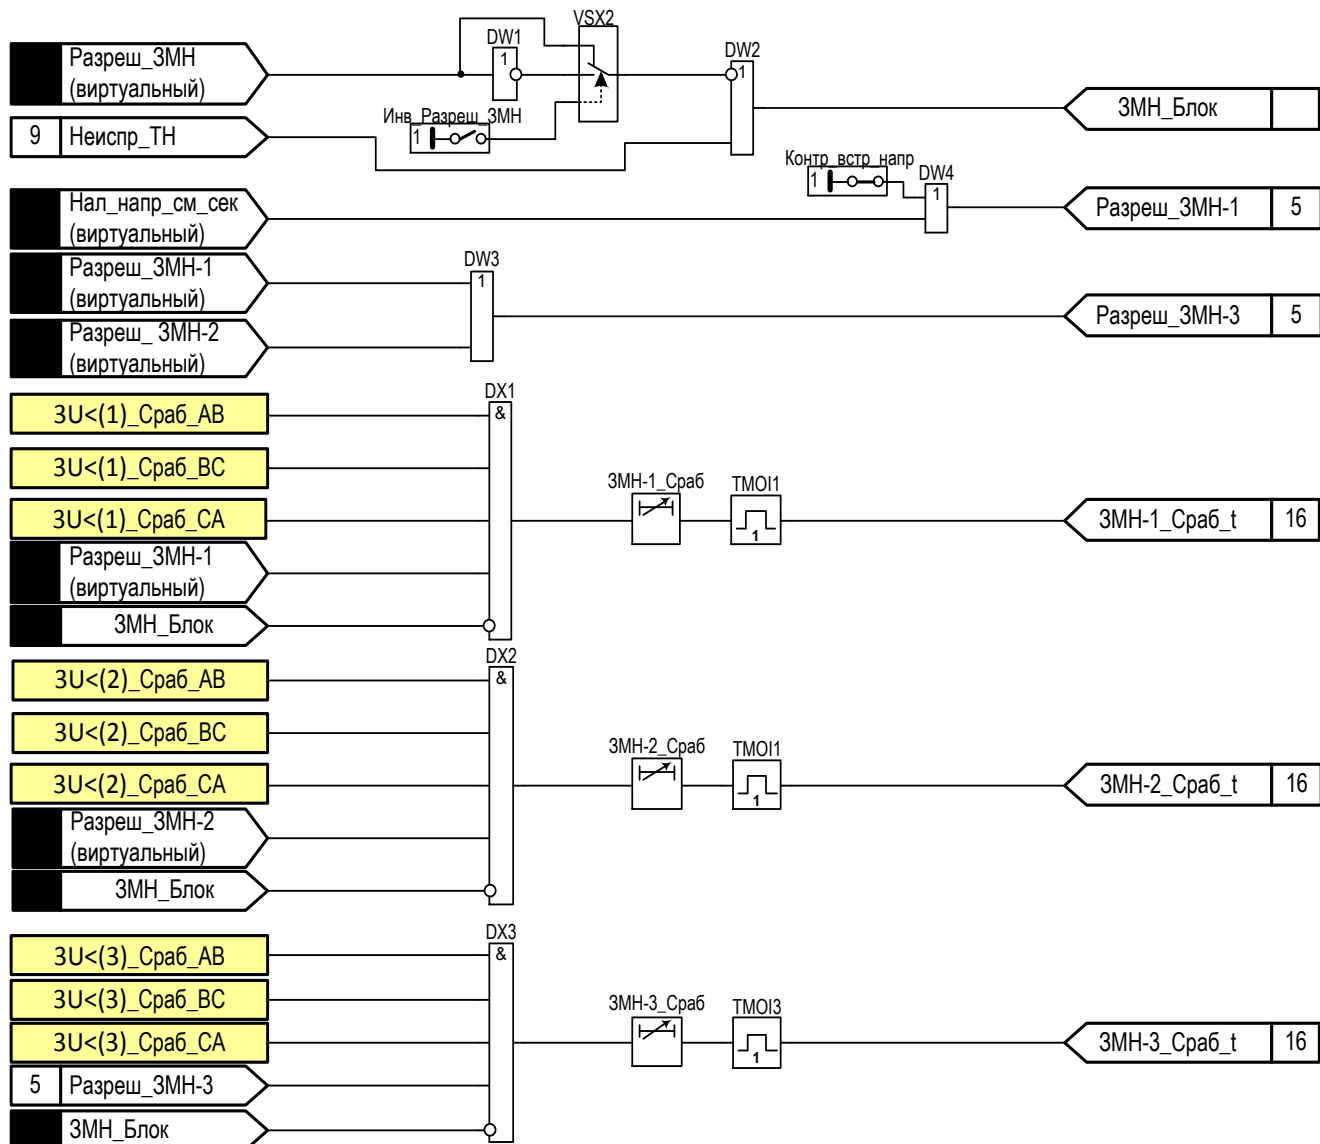 VSX2
DW1
1
DW2
1
Разреш_ЗМН
(виртуальный)
Инв_Разреш_ЗМН
1
9 Неиспр_ТН
ЗМН_Блок
Контр_встр_напр
1
DW4
1
Нал_напр_см_сек
(виртуальный)
Разреш_ЗМН-1 5
Разреш_ЗМН-1
(виртуальный)
DW3
1
Разреш_ ЗМН-2
(виртуальный)
Разреш_ЗМН-3 5
DX1
&
3U<(1)_Сраб_AB
3U<(1)_Сраб_BC
3U<(1)_Сраб_CA
Разреш_ЗМН-1
(виртуальный)
ЗМН_Блок
ЗМН-1_Сраб
TMOI1
1
ЗМН-1_Сраб_t 16
DX2
&
3U<(2)_Сраб_AB
3U<(2)_Сраб_BC
3U<(2)_Сраб_CA
Разреш_ЗМН-2
(виртуальный)
ЗМН_Блок
ЗМН-2_Сраб
TMOI1
1
ЗМН-2_Сраб_t 16
DX3
&
3U<(3)_Сраб_AB
3U<(3)_Сраб_BC
3U<(3)_Сраб_CA
5 Разреш_ЗМН-3
ЗМН_Блок
ЗМН-3_Сраб
TMOI3
1
ЗМН-3_Сраб_t 16